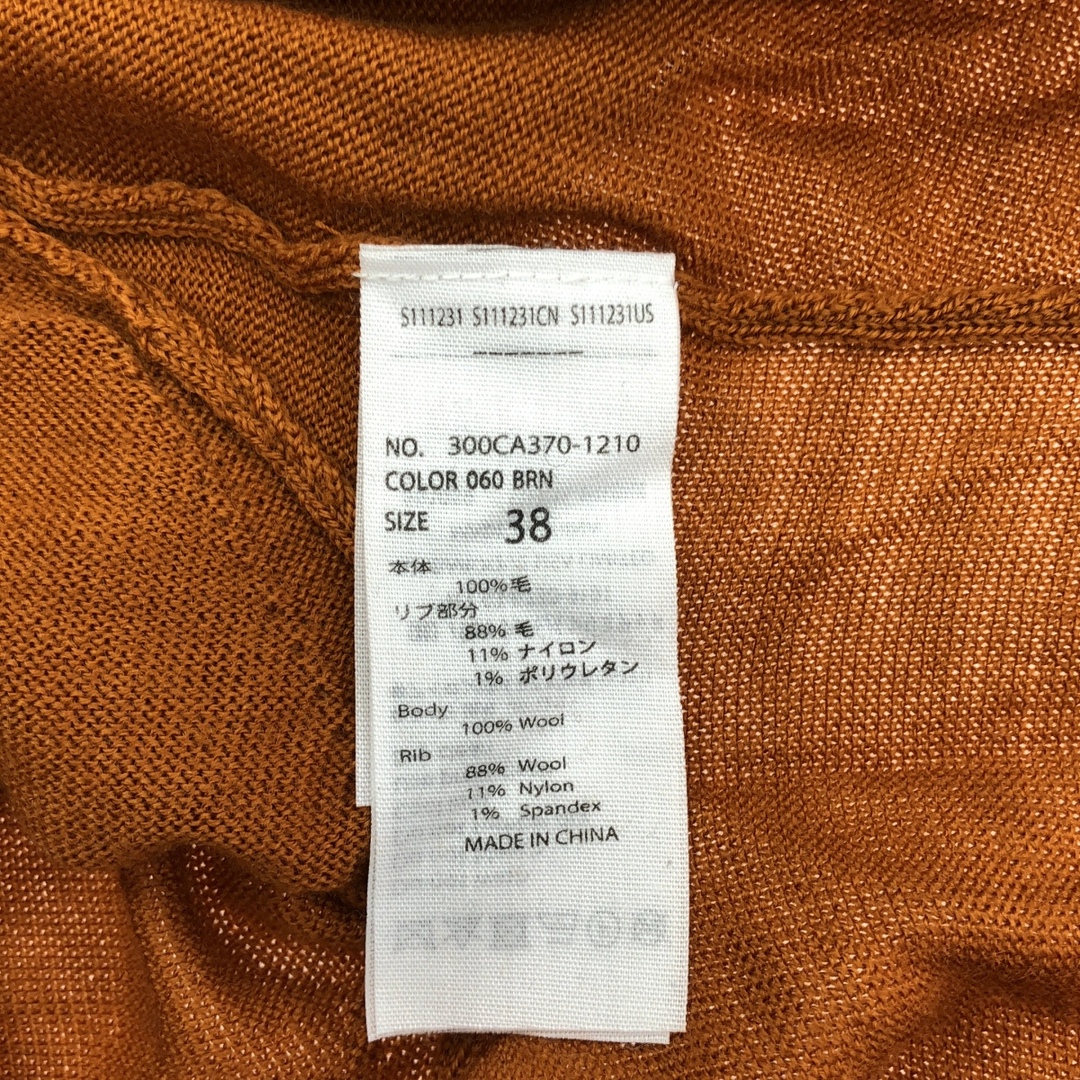 S111231 S111231CN S111231US
NO. 300CA370-1210
COLOR 060 BRN
SIZE 38
本体
100% 毛
リブ部分
88% 毛
11% ナイロン
1% ポリウレタン
Body
100% Wool
Rib
88% Wool
11% Nylon
1% Spandex
MADE IN CHINA